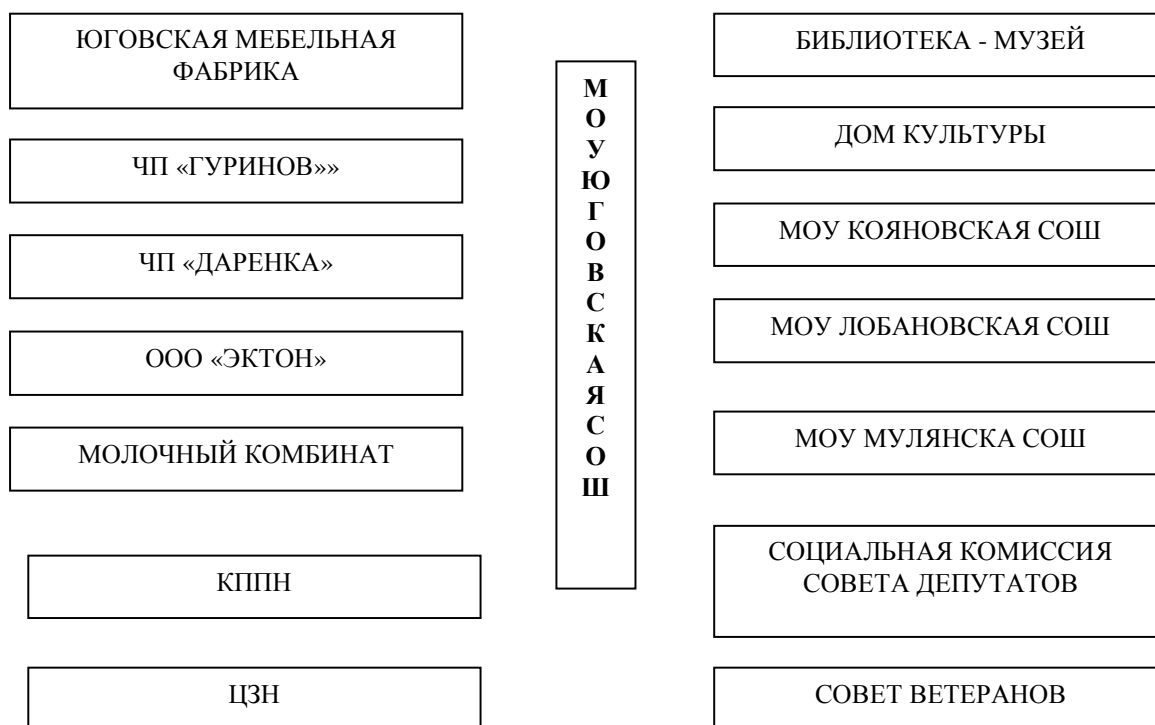 ЮГОВСКАЯ МЕБЕЛЬНАЯ
ФАБРИКА
ЧП «ГУРИНОВ»»
ЧП «ДАРЕНКА»
ООО «ЭКТОН»
МОЛОЧНЫЙ КОМБИНАТ
КППН
ЦЗН
М
О
У
Ю
Г
О
В
С
К
А
Я
С
О
Ш
БИБЛИОТЕКА - МУЗЕЙ
ДОМ КУЛЬТУРЫ
МОУ КОЯНОВСКАЯ СОШ
МОУ ЛОБАНОВСКАЯ СОШ
МОУ МУЛЯНСКА СОШ
СОЦИАЛЬНАЯ КОМИССИЯ
СОВЕТА ДЕПУТАТОВ
СОВЕТ ВЕТЕРАНОВ